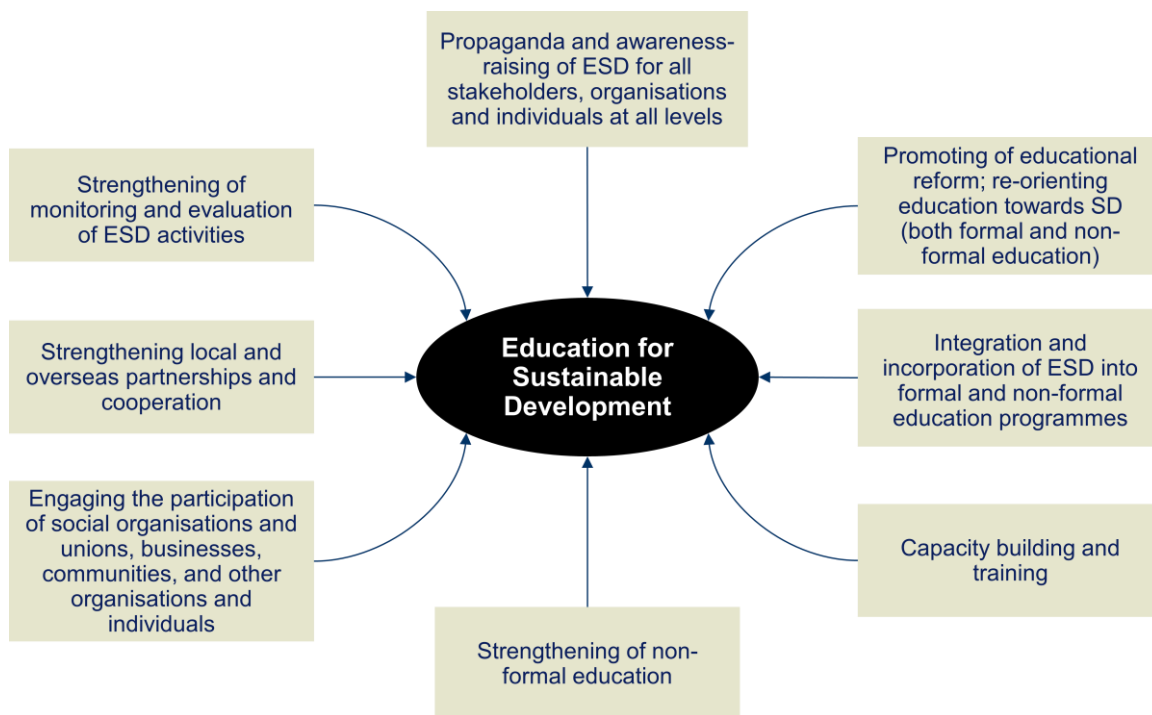 Propaganda and awareness-
raising of ESD for all
stakeholders, organisations
and individuals at all levels
Strengthening of
monitoring and evaluation
of ESD activities
Promoting of educational
reform; re-orienting
education towards SD
(both formal and non-
formal education)
Strengthening local and
overseas partnerships and
cooperation
Education for
Sustainable
Development
Integration and
incorporation of ESD into
formal and non-formal
education programmes
Engaging the participation
of social organisations and
unions, businesses,
communities, and other
organisations and
individuals
Capacity building and
training
Strengthening of non-
formal education